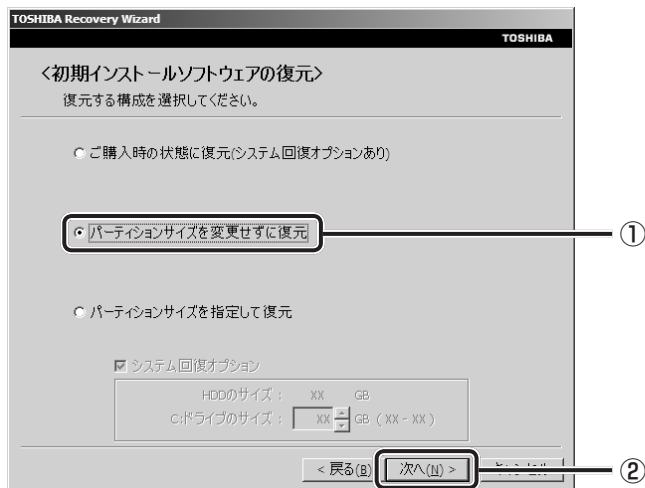 TOSHIBA Recovery Wizard
TOSHIBA
<初期インストールソフトウェアの復元>
復元する構成を選択してください。
ご購入時の状態に復元(システム回復オプションあり)
パーティションサイズを変更せずに復元
①
パーティションサイズを指定して復元
システム回復オプション
HDDのサイズ： XX GB
C:ドライブのサイズ： XX GB ( XX - XX )
< 戻る(B) 次へ(N) >
②